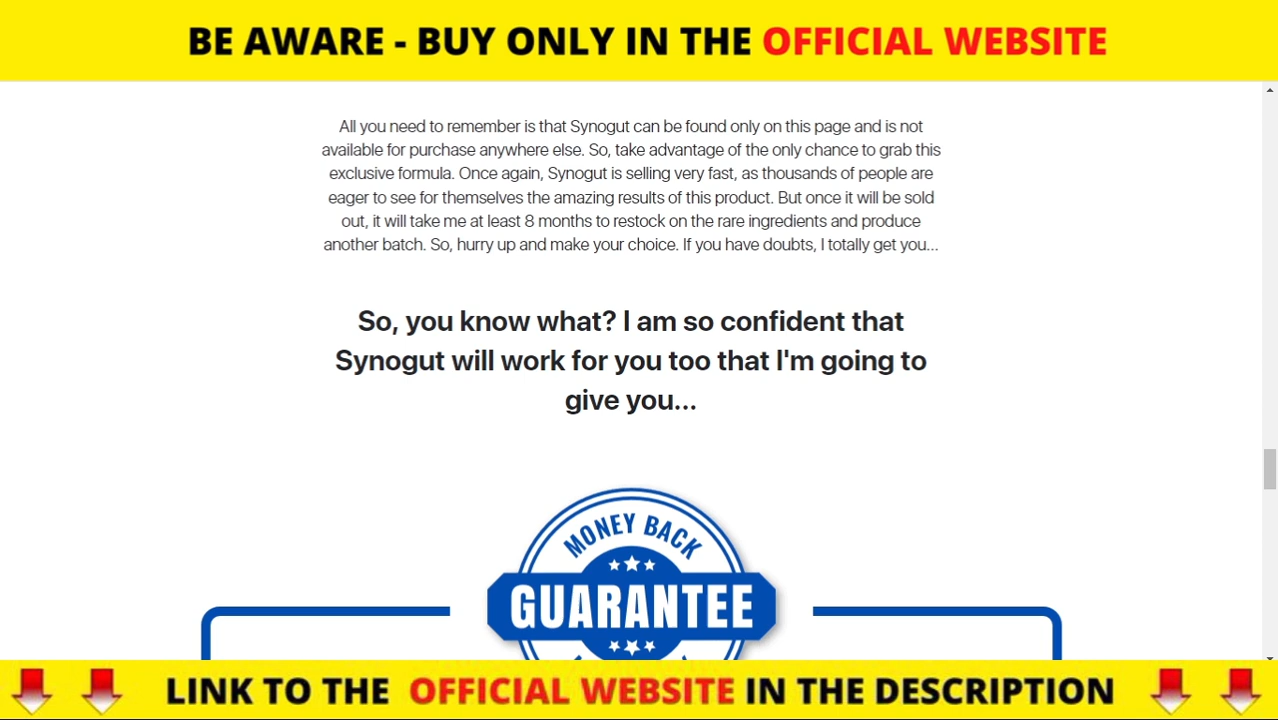 BE AWARE - BUY ONLY IN THE OFFICIAL WEBSITE
All you need to remember is that Synogut can be found only on this page and is not
available for purchase anywhere else. So, take advantage of the only chance to grab this
exclusive formula. Once again, Synogut is selling very fast, as thousands of people are
eager to see for themselves the amazing results of this product. But once it will be sold
out, it will take me at least 8 months to restock on the rare ingredients and produce
another batch. So, hurry up and make your choice. If you have doubts, I totally get you...
So, you know what? I am so confident that
Synogut will work for you too that I'm going to
give you...
MONEY BACK
GUARANTEE
LINK TO THE OFFICIAL WEBSITE IN THE DESCRIPTION